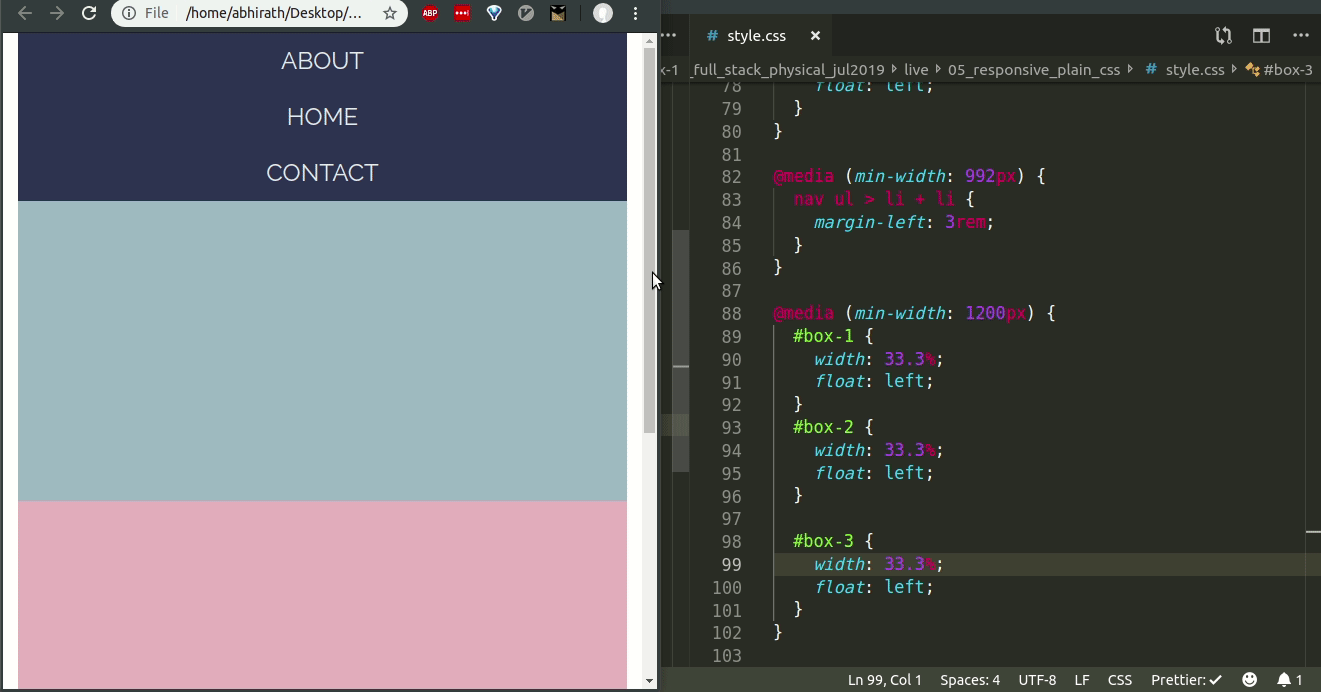 File /home/abhirath/Desktop/...
ABP
ABOUT
HOME
CONTACT
# style.css ×
x-1 _full_stack_physical_jul2019 live 05_responsive_plain_css # style.css #box-3
78 float: left;
79 }
80 }
81
82 @media (min-width: 992px) {
83 nav ul > li + li {
84 margin-left: 3rem;
85 }
86 }
87
88 @media (min-width: 1200px) {
89 #box-1 {
90 width: 33.3%;
91 float: left;
92 }
93 #box-2 {
94 width: 33.3%;
95 float: left;
96 }
97
98 #box-3 {
99 width: 33.3%;
100 float: left;
101 }
102 }
103
Ln 99, Col 1 Spaces: 4 UTF-8 LF CSS Prettier: ✓ 1